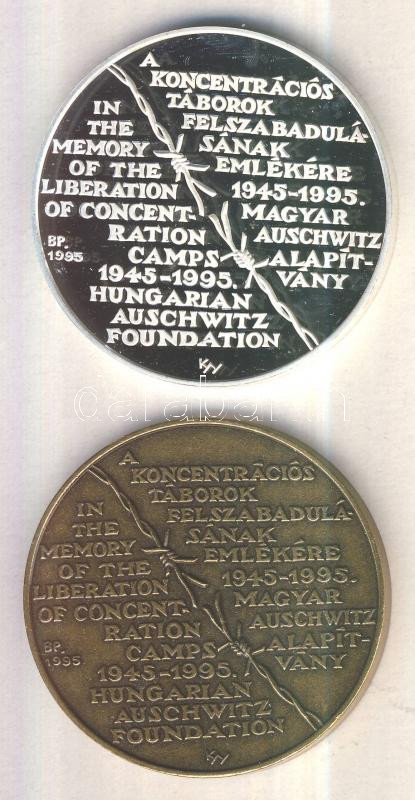 A
KONCENTRÁCIÓS
TÁBOROK
FELSZABADULÁ-
SÁNAK
EMLÉKÉRE
1945-1995.
MAGYAR
AUSCHWITZ
ALAPÍT-
VÁNY
IN
THE
MEMORY
OF THE
LIBERATION
OF CONCENT-
RATION
CAMPS
1945-1995.
HUNGARIAN
AUSCHWITZ
FOUNDATION
BP.
1995
A
KONCENTRÁCIÓS
TÁBOROK
FELSZABADULÁ-
SÁNAK
EMLÉKÉRE
1945-1995.
MAGYAR
AUSCHWITZ
ALAPÍT-
VÁNY
IN
THE
MEMORY
OF THE
LIBERATION
OF CONCENT-
RATION
CAMPS
1945-1995.
HUNGARIAN
AUSCHWITZ
FOUNDATION
BP.
1995